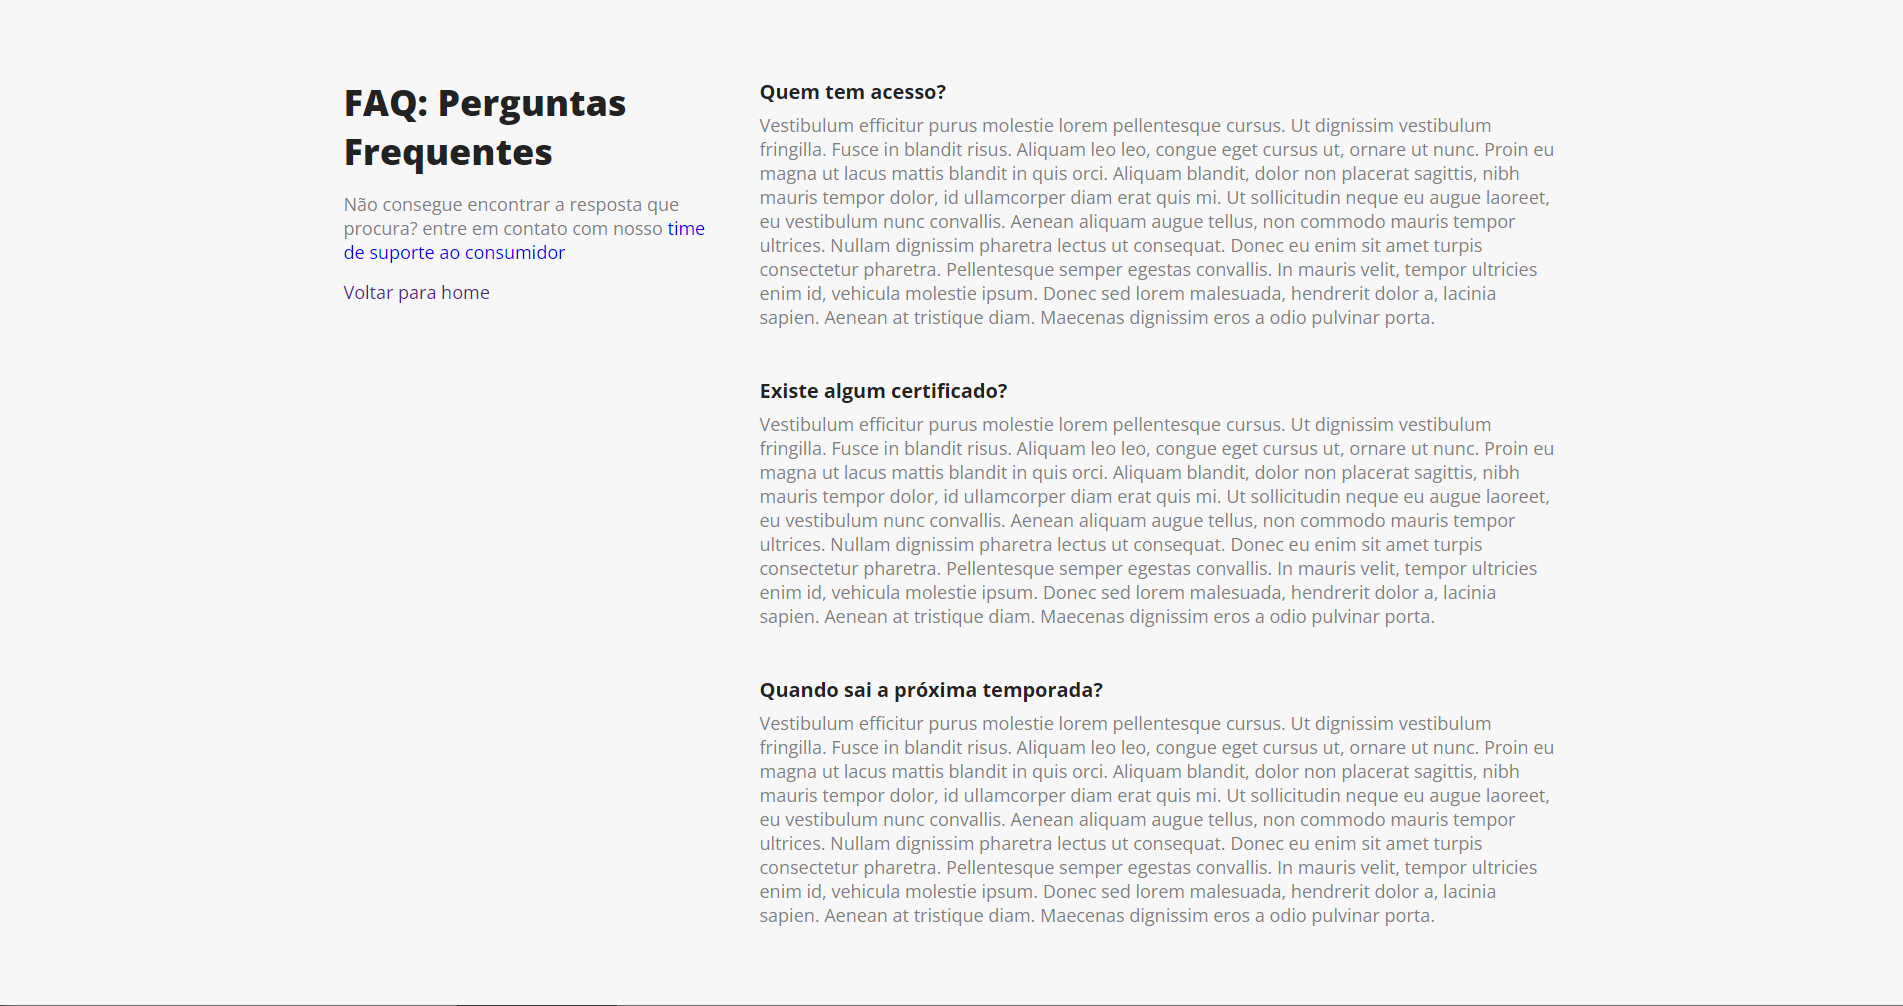 FAQ: Perguntas
Frequentes
Não consegue encontrar a resposta que
procura? entre em contato com nosso time
de suporte ao consumidor
Voltar para home
Quem tem acesso?
Vestibulum efficitur purus molestie lorem pellentesque cursus. Ut dignissim vestibulum
fringilla. Fusce in blandit risus. Aliquam leo leo, congue eget cursus ut, ornare ut nunc. Proin eu
magna ut lacus mattis blandit in quis orci. Aliquam blandit, dolor non placerat sagittis, nibh
mauris tempor dolor, id ullamcorper diam erat quis mi. Ut sollicitudin neque eu augue laoreet,
eu vestibulum nunc convallis. Aenean aliquam augue tellus, non commodo mauris tempor
ultrices. Nullam dignissim pharetra lectus ut consequat. Donec eu enim sit amet turpis
consectetur pharetra. Pellentesque semper egestas convallis. In mauris velit, tempor ultricies
enim id, vehicula molestie ipsum. Donec sed lorem malesuada, hendrerit dolor a, lacinia
sapien. Aenean at tristique diam. Maecenas dignissim eros a odio pulvinar porta.
Existe algum certificado?
Vestibulum efficitur purus molestie lorem pellentesque cursus. Ut dignissim vestibulum
fringilla. Fusce in blandit risus. Aliquam leo leo, congue eget cursus ut, ornare ut nunc. Proin eu
magna ut lacus mattis blandit in quis orci. Aliquam blandit, dolor non placerat sagittis, nibh
mauris tempor dolor, id ullamcorper diam erat quis mi. Ut sollicitudin neque eu augue laoreet,
eu vestibulum nunc convallis. Aenean aliquam augue tellus, non commodo mauris tempor
ultrices. Nullam dignissim pharetra lectus ut consequat. Donec eu enim sit amet turpis
consectetur pharetra. Pellentesque semper egestas convallis. In mauris velit, tempor ultricies
enim id, vehicula molestie ipsum. Donec sed lorem malesuada, hendrerit dolor a, lacinia
sapien. Aenean at tristique diam. Maecenas dignissim eros a odio pulvinar porta.
Quando sai a próxima temporada?
Vestibulum efficitur purus molestie lorem pellentesque cursus. Ut dignissim vestibulum
fringilla. Fusce in blandit risus. Aliquam leo leo, congue eget cursus ut, ornare ut nunc. Proin eu
magna ut lacus mattis blandit in quis orci. Aliquam blandit, dolor non placerat sagittis, nibh
mauris tempor dolor, id ullamcorper diam erat quis mi. Ut sollicitudin neque eu augue laoreet,
eu vestibulum nunc convallis. Aenean aliquam augue tellus, non commodo mauris tempor
ultrices. Nullam dignissim pharetra lectus ut consequat. Donec eu enim sit amet turpis
consectetur pharetra. Pellentesque semper egestas convallis. In mauris velit, tempor ultricies
enim id, vehicula molestie ipsum. Donec sed lorem malesuada, hendrerit dolor a, lacinia
sapien. Aenean at tristique diam. Maecenas dignissim eros a odio pulvinar porta.